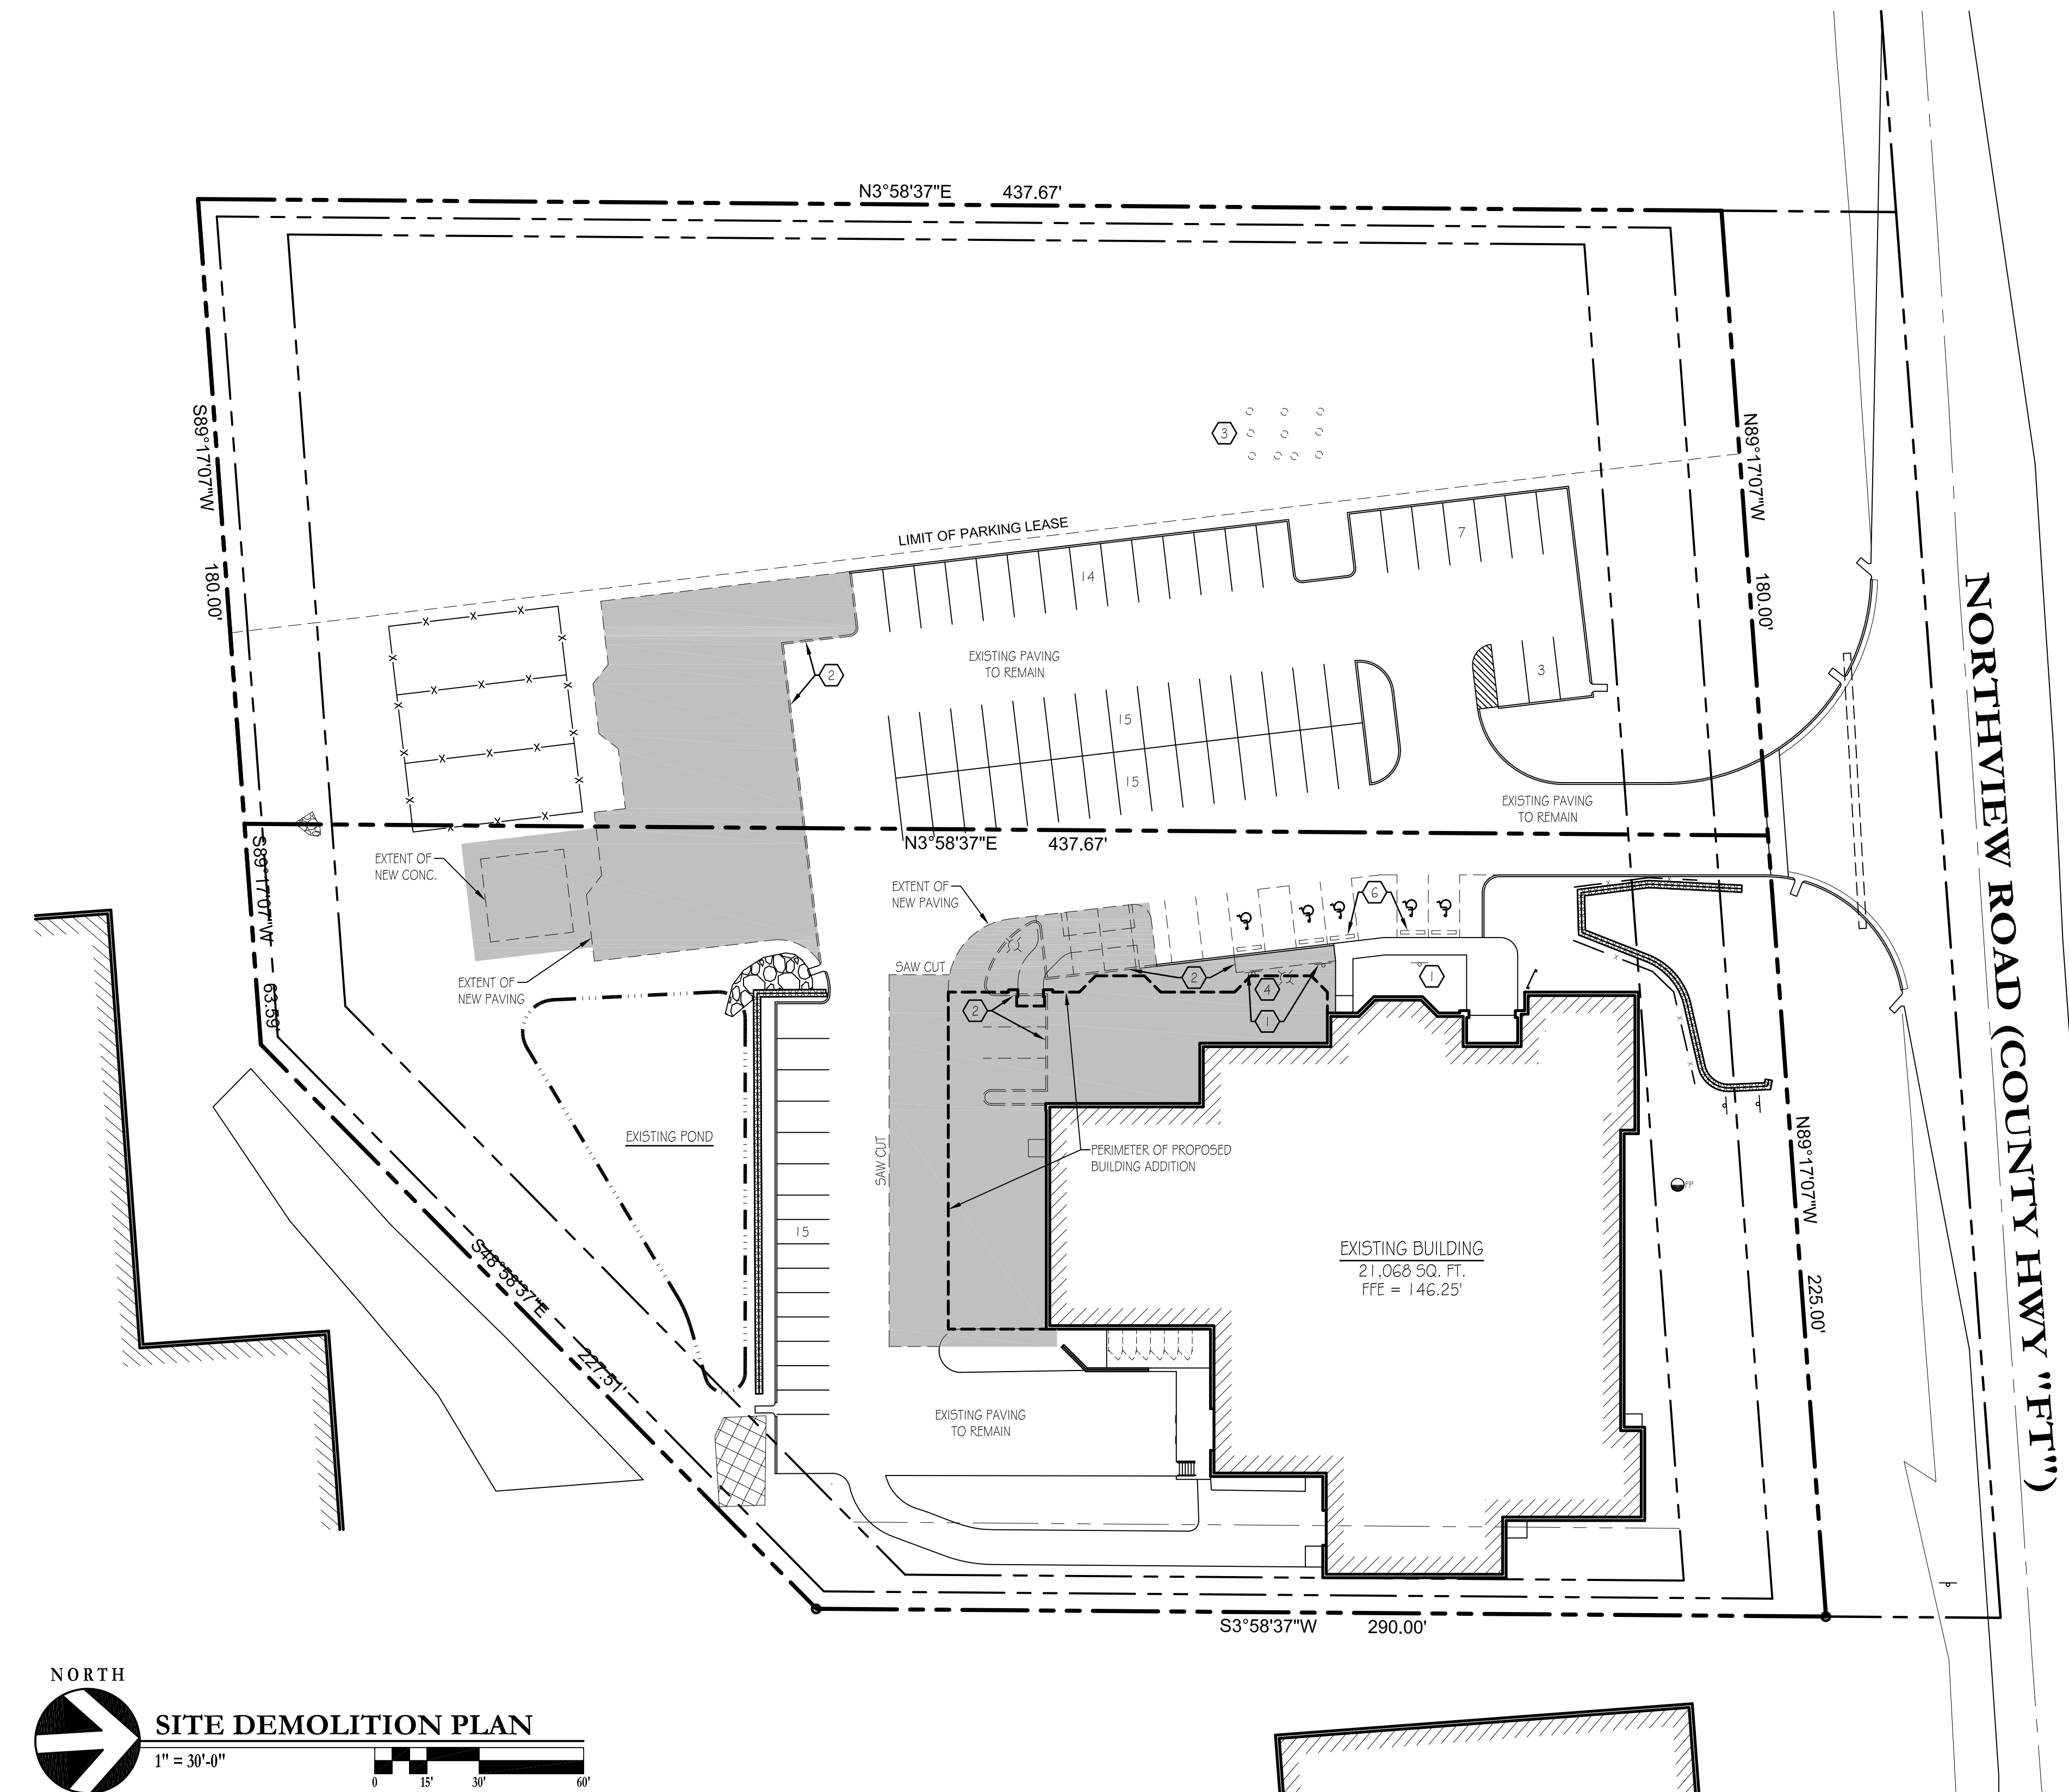 N3°58'37"E 437.67'
S89°17'07"W 180.00'
N89°17'07"W 180.00'
3
LIMIT OF PARKING LEASE
7
14
2
EXISTING PAVING
TO REMAIN
3
15
15
EXISTING PAVING
TO REMAIN
N3°58'37"E 437.67'
S89°17'07"W 63.59'
EXTENT OF
NEW CONC.
EXTENT OF
NEW PAVING
6
SAW CUT
EXTENT OF
NEW PAVING
2
1
4
2
1
SAW CUT
EXISTING POND
PERIMETER OF PROPOSED
BUILDING ADDITION
FP
N89°17'07"W 225.00'
15
EXISTING BUILDING
21,068 SQ. FT.
FFE = 146.25'
S48°58'37"E 227.51'
EXISTING PAVING
TO REMAIN
S3°58'37"W 290.00'
NORTHVIEW ROAD (COUNTY HWY "FT")
NORTH
SITE DEMOLITION PLAN
1" = 30'-0"
0 15' 30' 60'